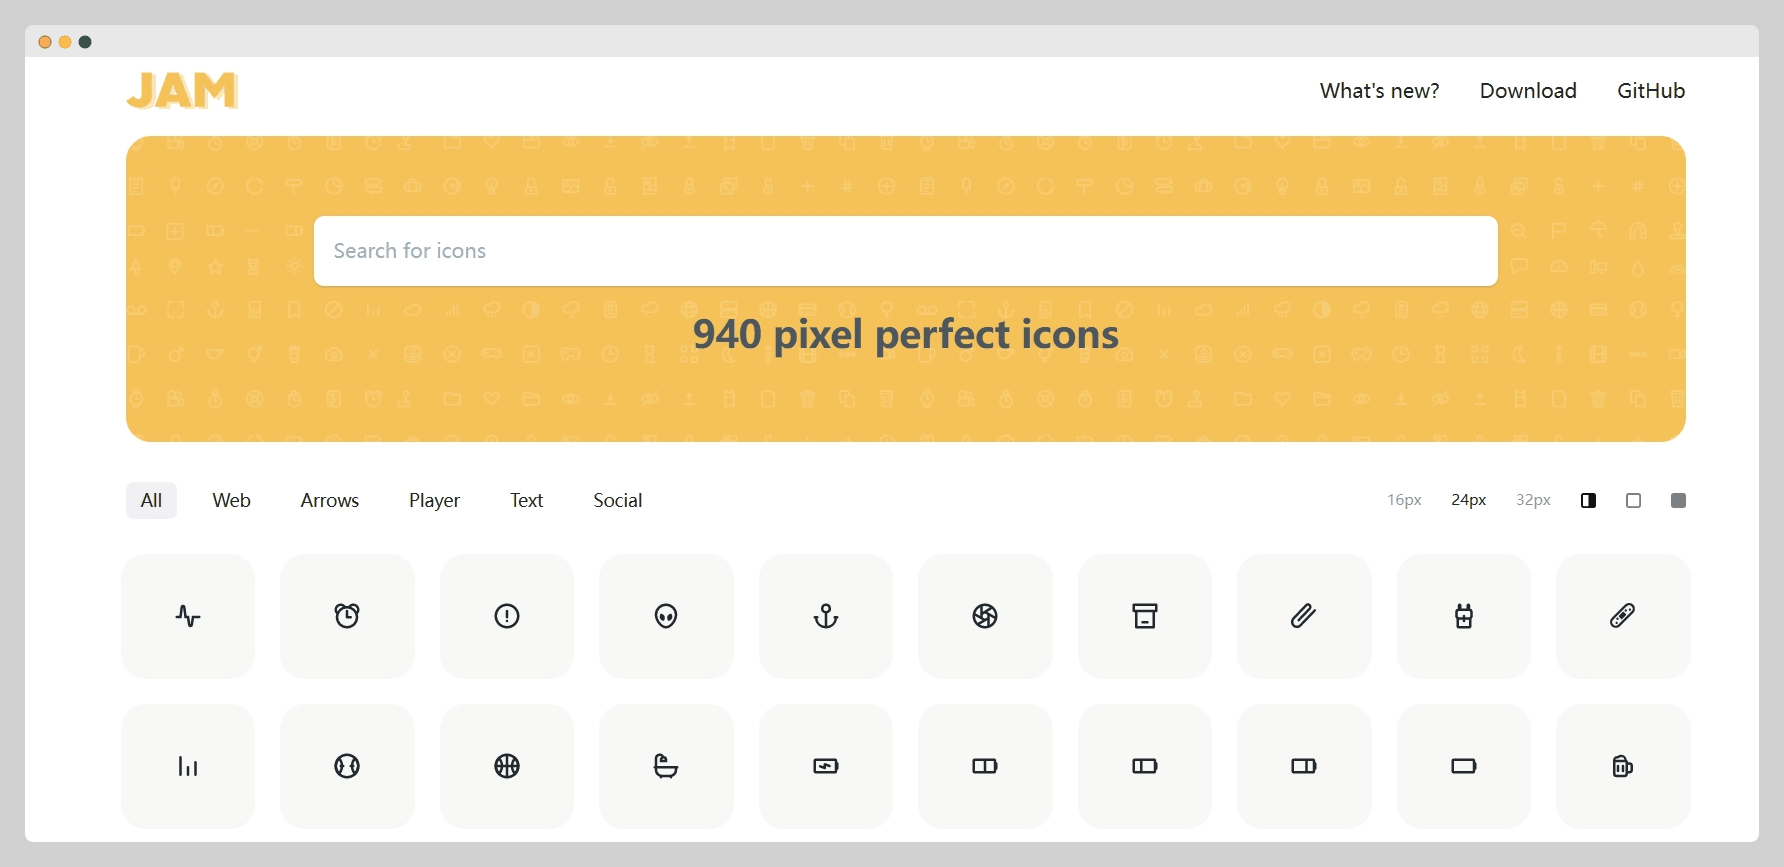 JAM
What's new? Download GitHub
Search for icons
940 pixel perfect icons
All Web Arrows Player Text Social 16px 24px 32px